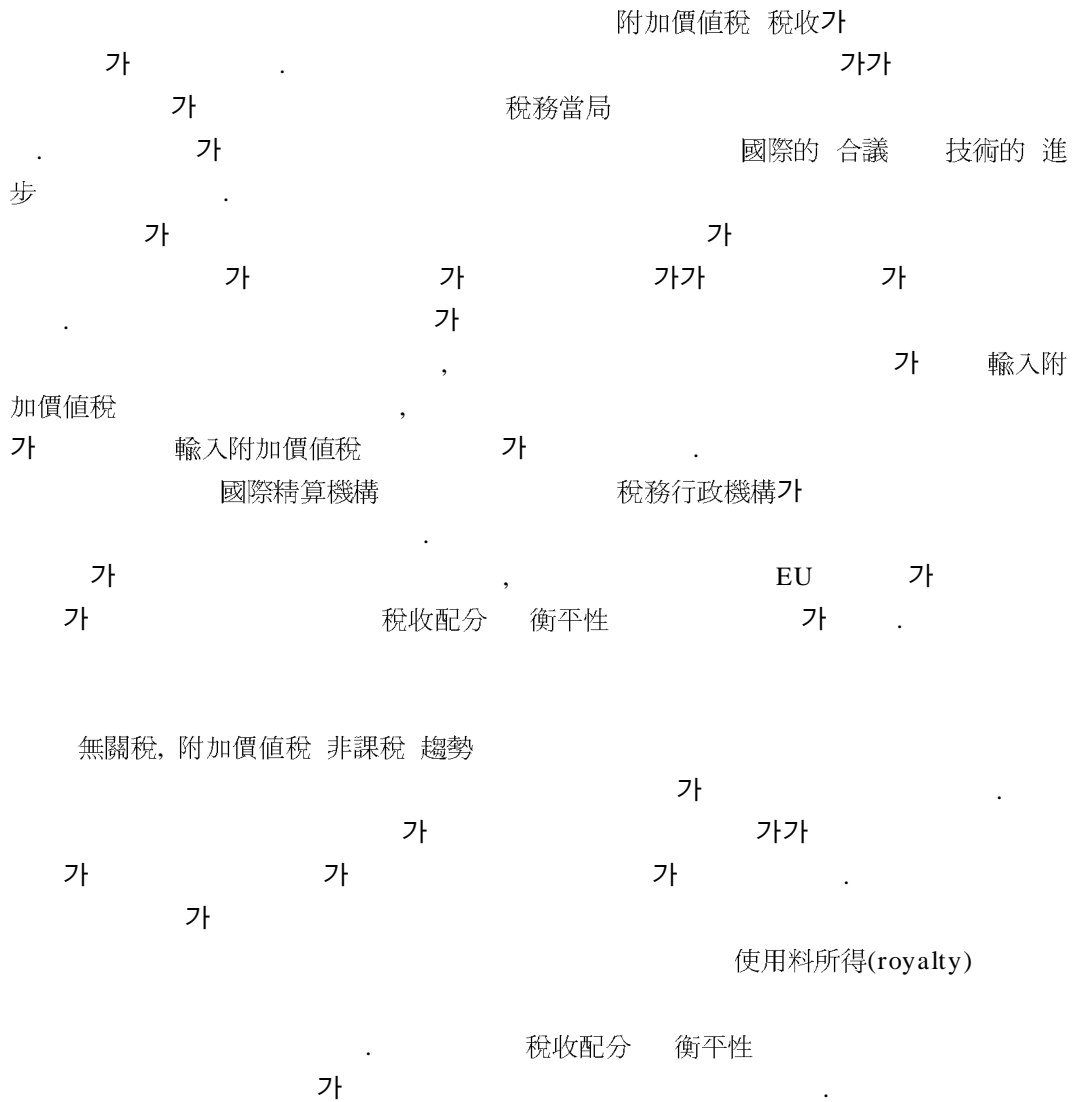 附加價値稅 稅收가
가 .  가가
가 稅務當局
. 가 國際的 合議 技術的 進
步 .
가 가
가 가 가가 가
. 가
, 가 輸入附
加價値稅 ,
가 輸入附加價値稅 가 .
國際精算機構 稅務行政機構가
.
가 , EU 가
가 稅收配分 衡平性 가 .
無關稅, 附加價値稅 非課稅 趨勢
가 .
가 가가
가 가 가 .
가
使用料所得(royalty)
. 稅收配分 衡平性
가 .